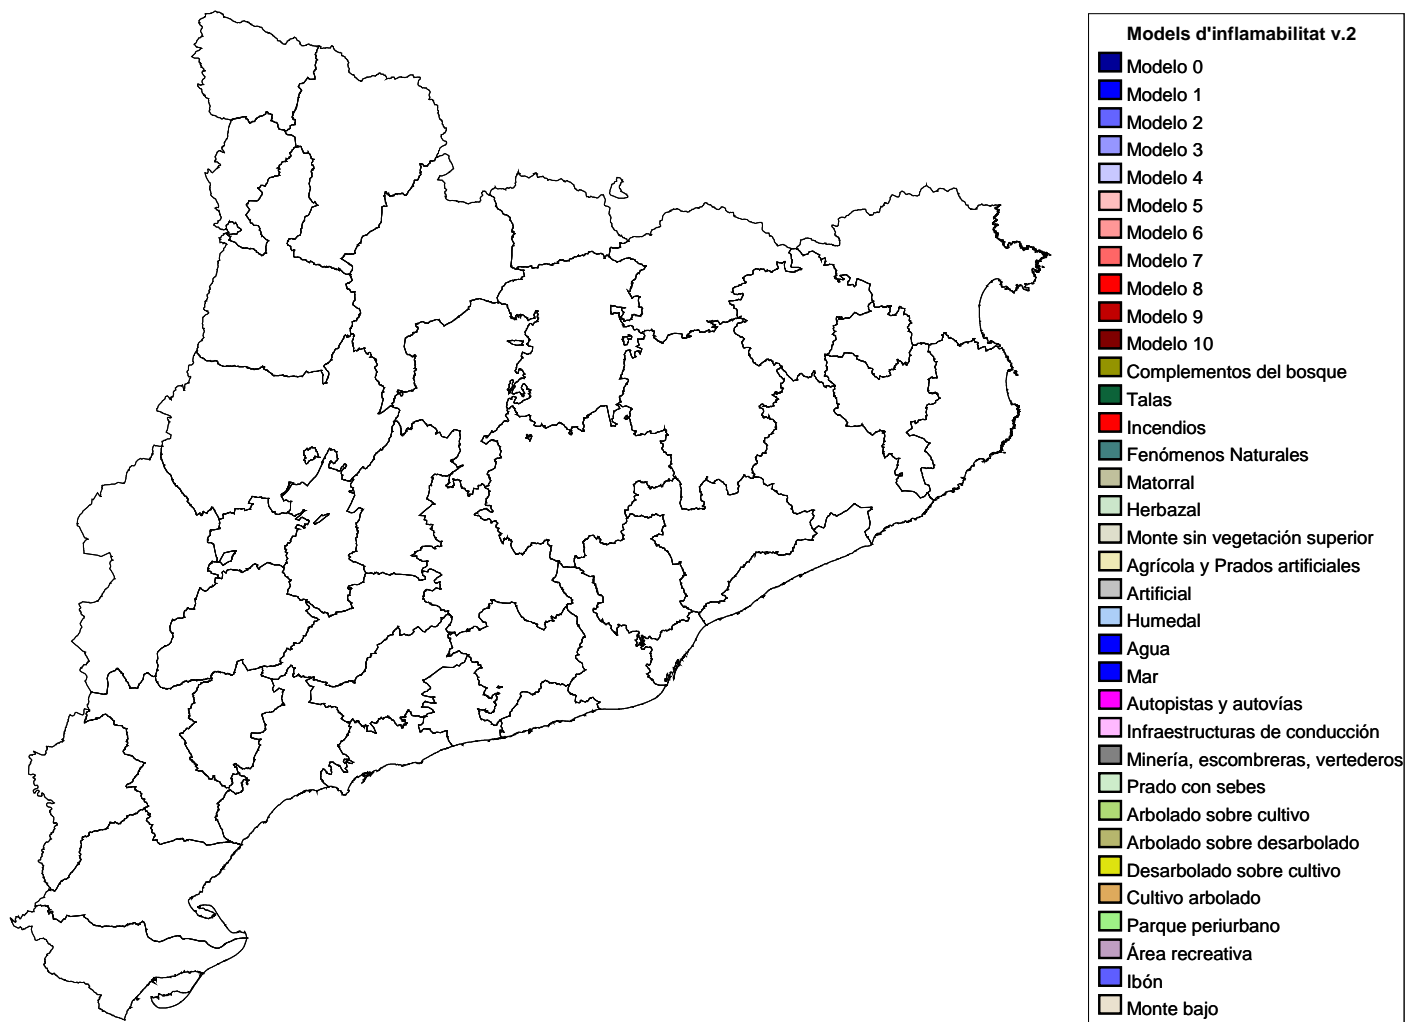 Models d'inflamabilitat v.2
Modelo 0
Modelo 1
Modelo 2
Modelo 3
Modelo 4
Modelo 5
Modelo 6
Modelo 7
Modelo 8
Modelo 9
Modelo 10
Complementos del bosque
Talas
Incendios
Fenómenos Naturales
Matorral
Herbazal
Monte sin vegetación superior
Agrícola y Prados artificiales
Artificial
Humedal
Agua
Mar
Autopistas y autovías
Infraestructuras de conducción
Minería, escombreras, vertederos
Prado con sebes
Arbolado sobre cultivo
Arbolado sobre desarbolado
Desarbolado sobre cultivo
Cultivo arbolado
Parque periurbano
Área recreativa
Ibón
Monte bajo